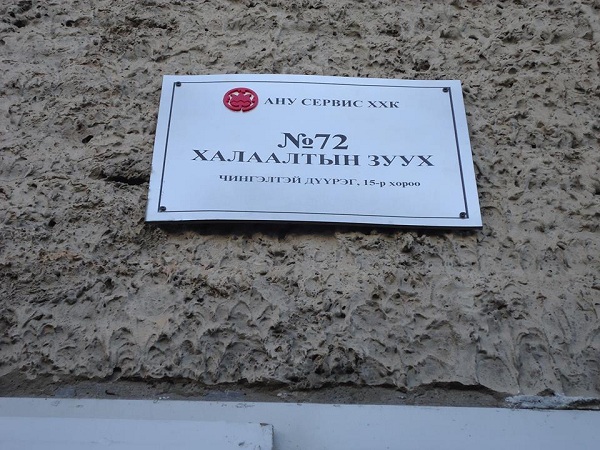 АНУ СЕРВИС ХХК
№72
ХАЛААЛТЫН ЗУУХ
ЧИНГЭЛТЭЙ ДҮҮРЭГ, 15-р хороо